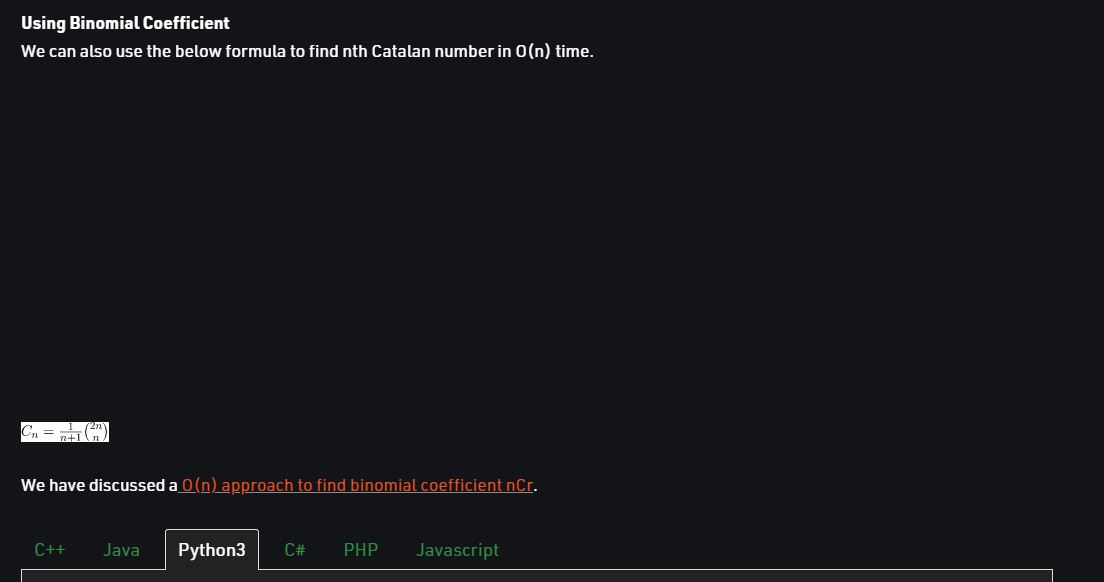 Using Binomial Coefficient
We can also use the below formula to find nth Catalan number in O(n) time.
C_n = \frac{1}{n+1}\binom{2n}{n}
We have discussed a O(n) approach to find binomial coefficient nCr.
C++ Java Python3 C# PHP Javascript